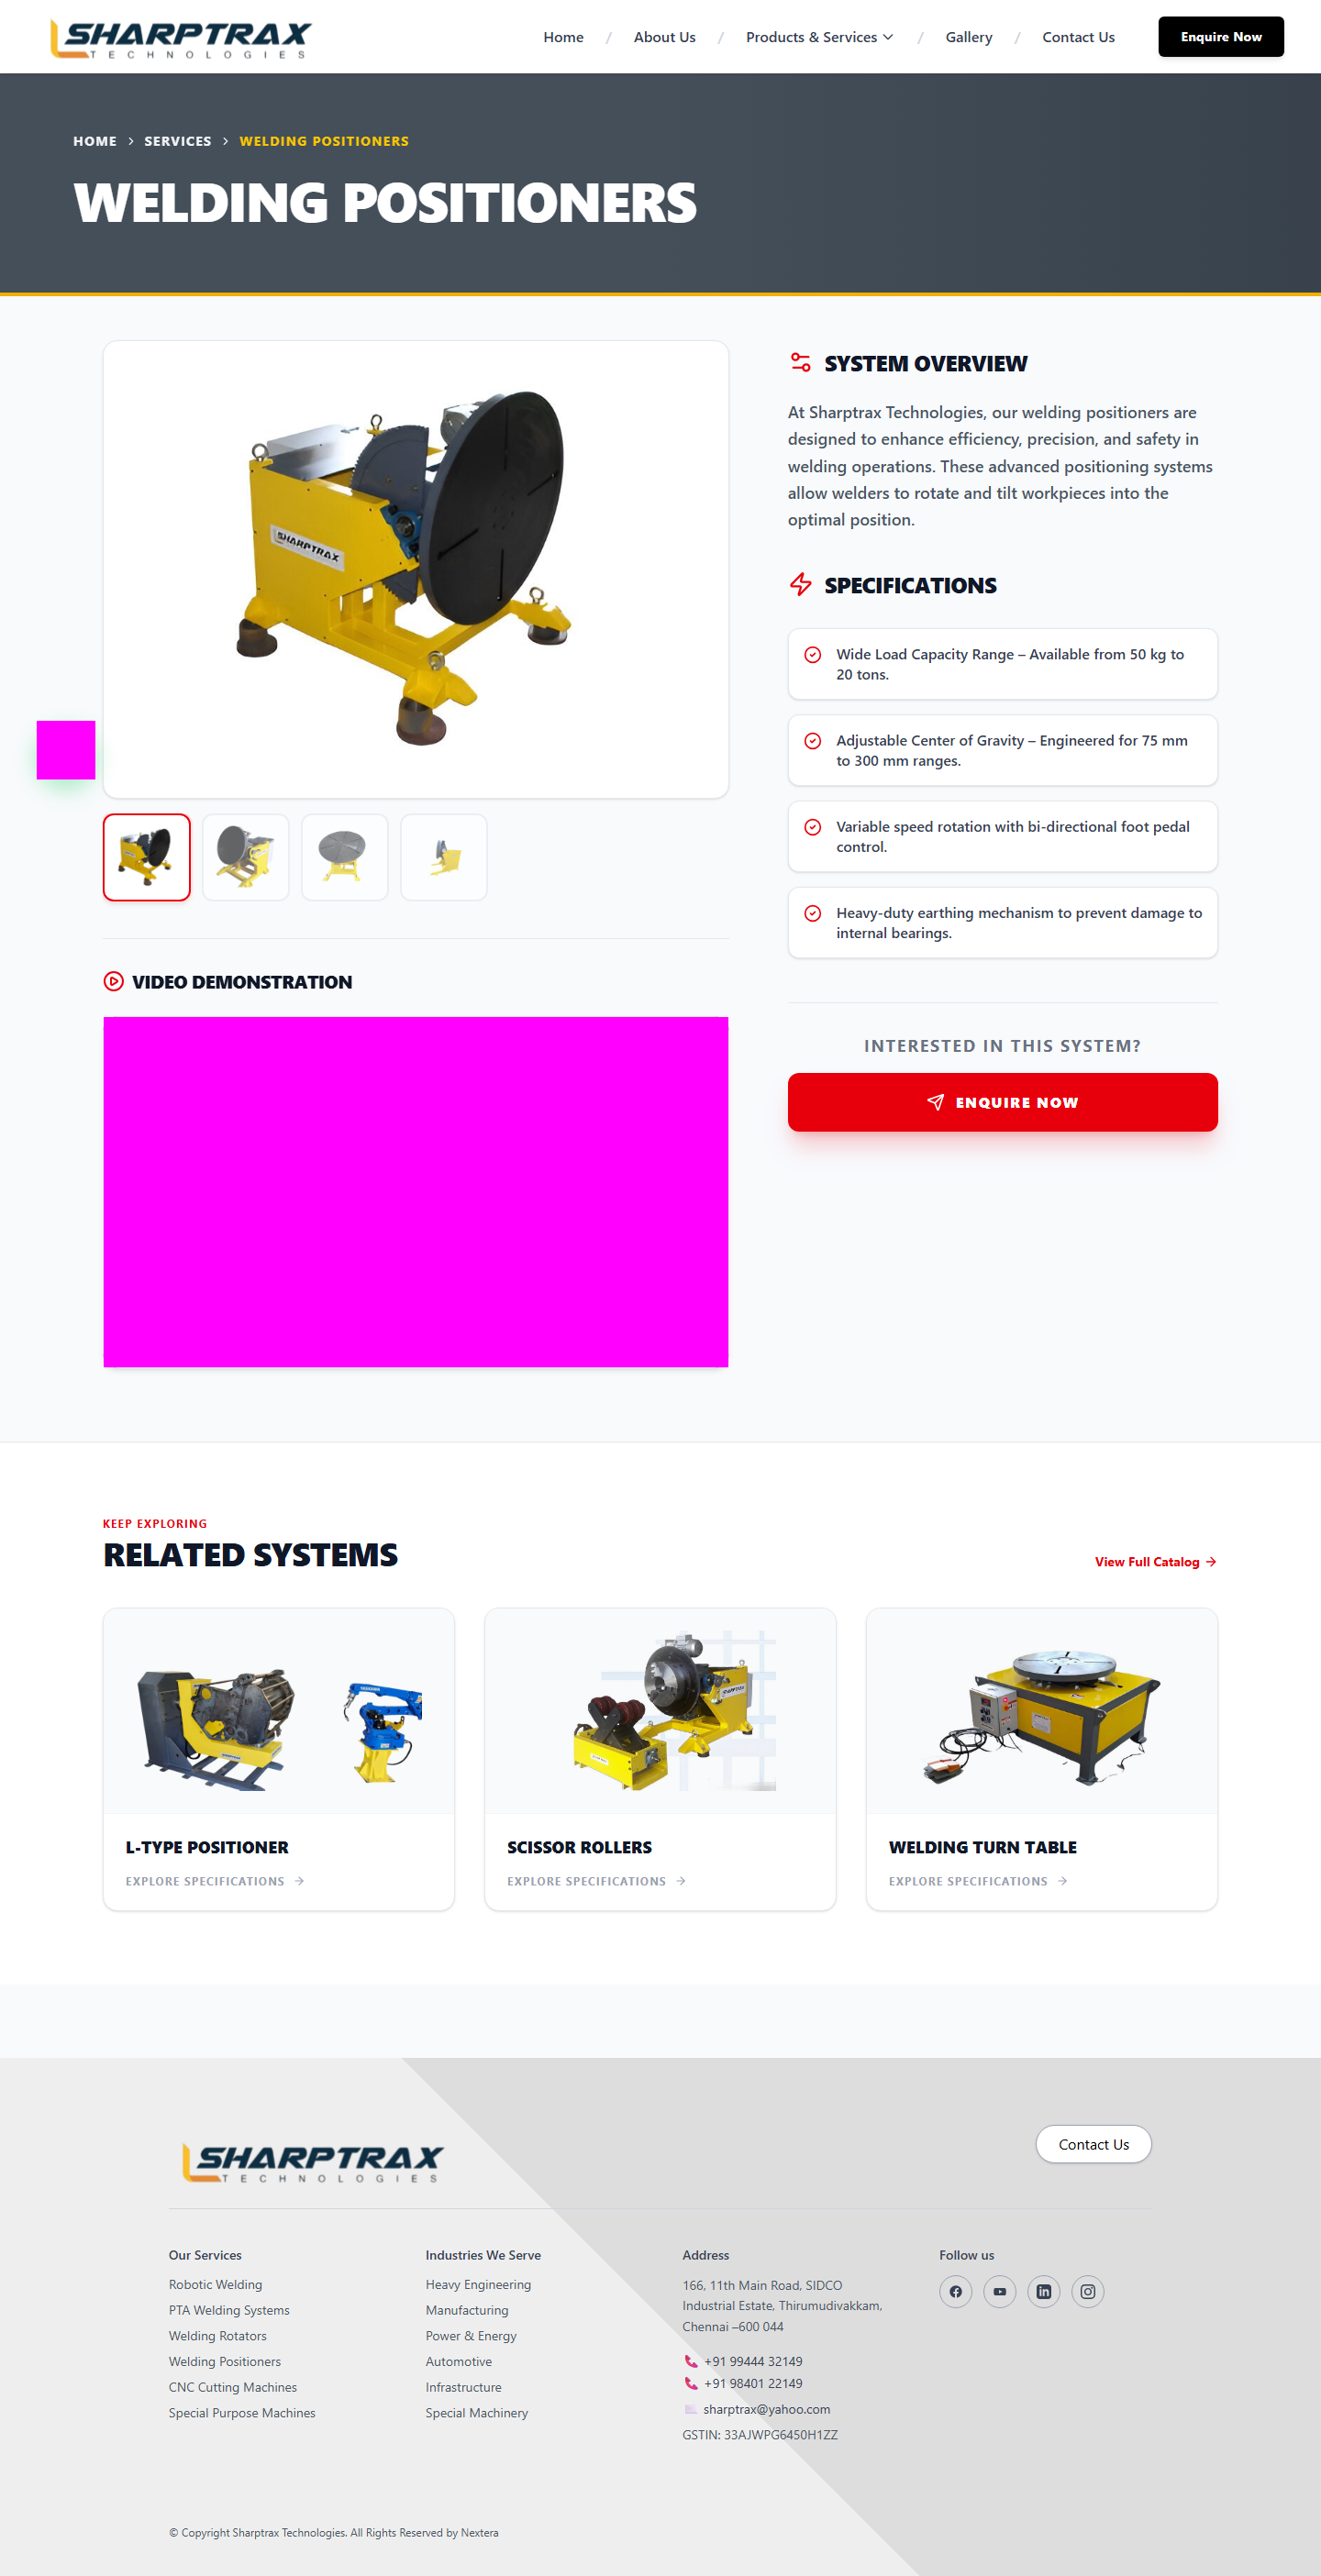 SHARPTRAX
TECHNOLOGIES
Home / About Us / Products & Services / Gallery / Contact Us
Enquire Now
HOME > SERVICES > WELDING POSITIONERS
WELDING POSITIONERS
SHARPTRAX
SYSTEM OVERVIEW
At Sharptrax Technologies, our welding positioners are
designed to enhance efficiency, precision, and safety in
welding operations. These advanced positioning systems
allow welders to rotate and tilt workpieces into the
optimal position.
SPECIFICATIONS
Wide Load Capacity Range – Available from 50 kg to
20 tons.
Adjustable Center of Gravity – Engineered for 75 mm
to 300 mm ranges.
Variable speed rotation with bi-directional foot pedal
control.
Heavy-duty earthing mechanism to prevent damage to
internal bearings.
INTERESTED IN THIS SYSTEM?
ENQUIRE NOW
VIDEO DEMONSTRATION
KEEP EXPLORING
RELATED SYSTEMS
View Full Catalog
L-TYPE POSITIONER
EXPLORE SPECIFICATIONS
SCISSOR ROLLERS
EXPLORE SPECIFICATIONS
WELDING TURN TABLE
EXPLORE SPECIFICATIONS
SHARPTRAX
TECHNOLOGIES
Contact Us
Our Services
Robotic Welding
PTA Welding Systems
Welding Rotators
Welding Positioners
CNC Cutting Machines
Special Purpose Machines
Industries We Serve
Heavy Engineering
Manufacturing
Power & Energy
Automotive
Infrastructure
Special Machinery
Address
166, 11th Main Road, SIDCO
Industrial Estate, Thirumudivakkam,
Chennai –600 044
+91 99444 32149
+91 98401 22149
sharptrax@yahoo.com
GSTIN: 33AJWPG6450H1ZZ
Follow us
© Copyright Sharptrax Technologies. All Rights Reserved by Nextera